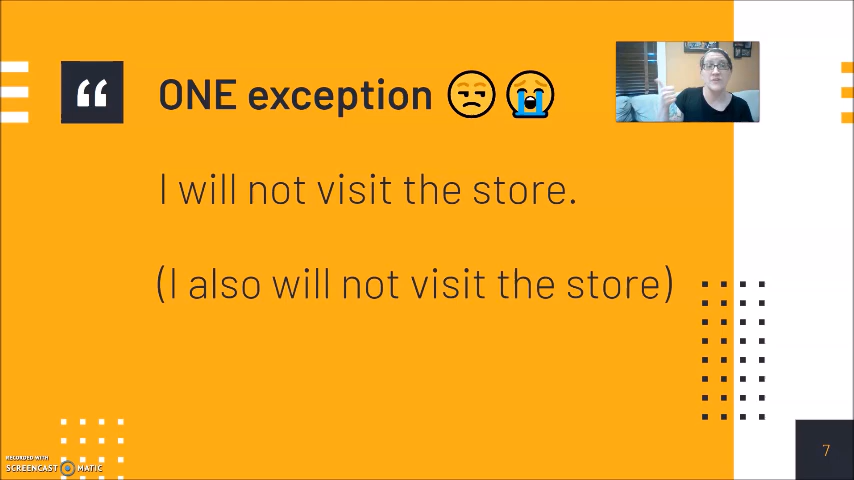 “ ONE exception
I will not visit the store.
(I also will not visit the store)
7
RECORDED WITH
SCREENCAST MATIC